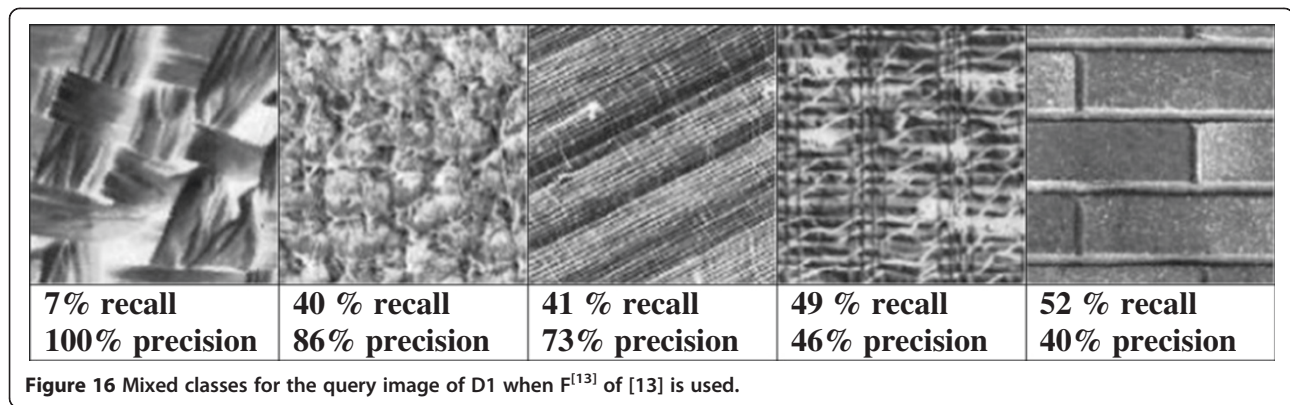 7% recall
100% precision
40 % recall
86% precision
41 % recall
73% precision
49 % recall
46% precision
52 % recall
40% precision
Figure 16 Mixed classes for the query image of D1 when F[13] of [13] is used.